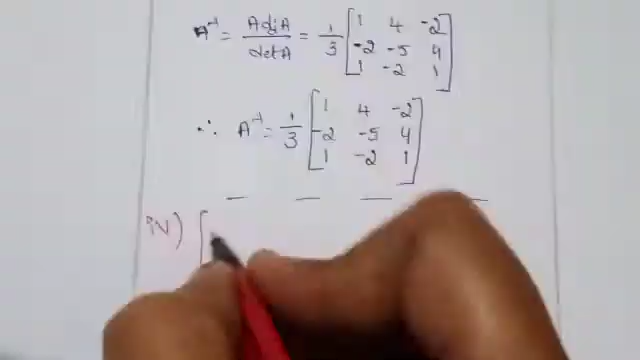 A⁻¹ = AdjA/detA = 1/3 [1 4 -2; -2 -5 4; 1 -2 1]
∴ A⁻¹ = 1/3 [1 4 -2; -2 -5 4; 1 -2 1]
iv) [